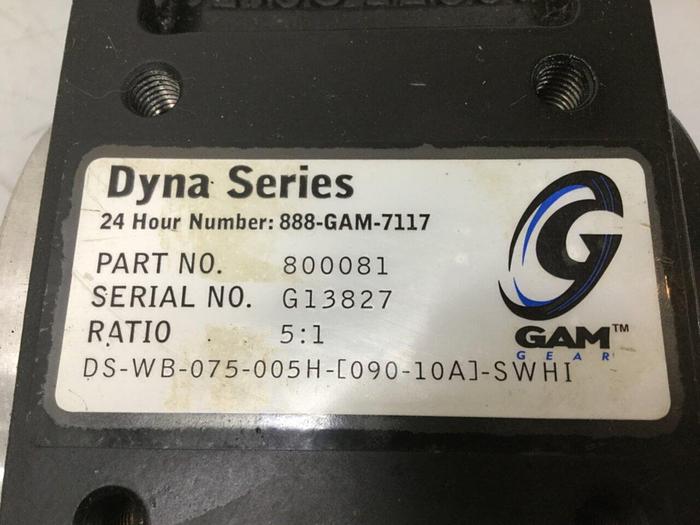 Dyna Series
24 Hour Number: 888-GAM-7117
PART NO. 800081
SERIAL NO. G13827
RATIO 5:1
DS-WB-075-005H-[090-10A]-SWHI
G
GAM™
GEAR